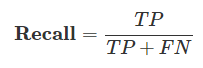 Recall = TP / TP + FN